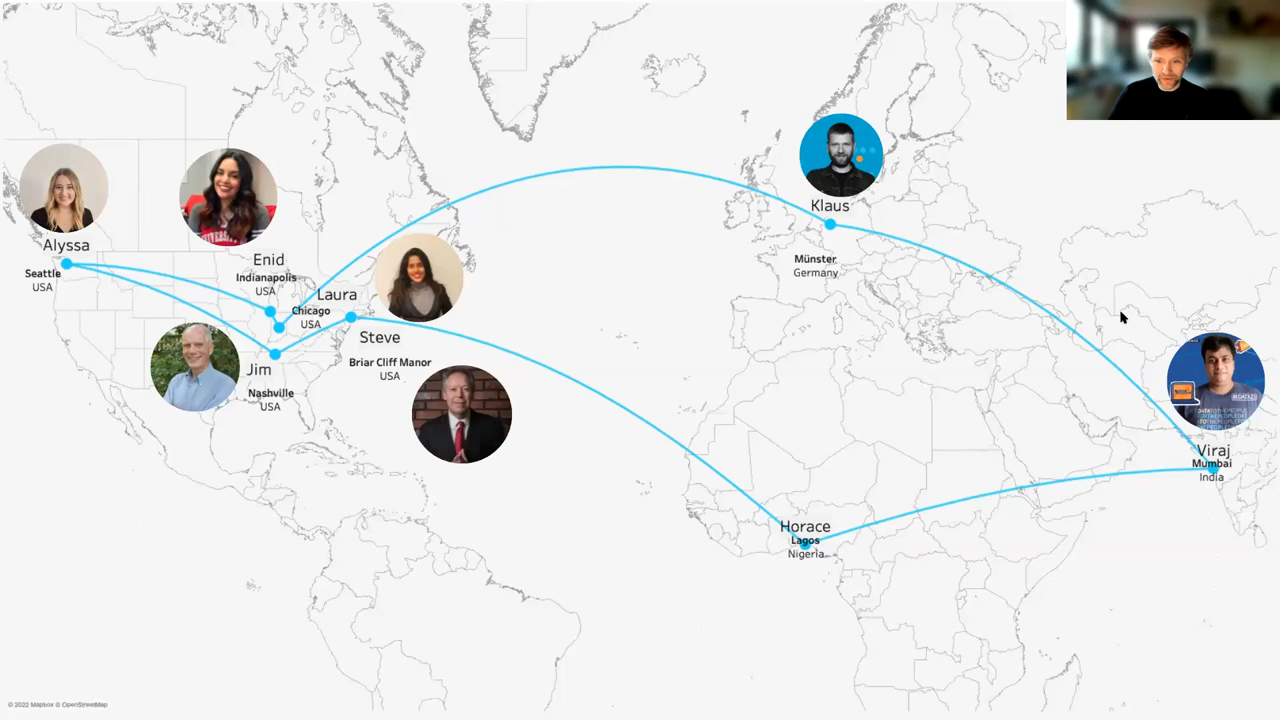 Alyssa
Seattle
USA
Enid
Indianapolis
USA
Laura
Chicago
USA
Steve
Briar Cliff Manor
USA
Jim
Nashville
USA
Klaus
Münster
Germany
Viraj
Mumbai
India
Horace
Lagos
Nigeria
© 2022 Mapbox © OpenStreetMap